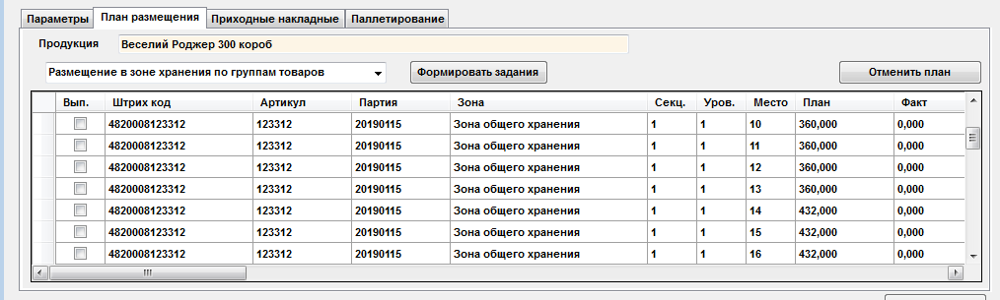 Параметры План размещения Приходные накладные Паллетирование
Продукция Веселий Роджер 300 короб
Размещение в зоне хранения по группам товаров Формировать задания Отменить план
Вып. Штрих код Артикул Партия Зона Секц. Уров. Место План Факт
4820008123312 123312 20190115 Зона общего хранения 1 1 10 360,000 0,000
4820008123312 123312 20190115 Зона общего хранения 1 1 11 360,000 0,000
4820008123312 123312 20190115 Зона общего хранения 1 1 12 360,000 0,000
4820008123312 123312 20190115 Зона общего хранения 1 1 13 360,000 0,000
4820008123312 123312 20190115 Зона общего хранения 1 1 14 432,000 0,000
4820008123312 123312 20190115 Зона общего хранения 1 1 15 432,000 0,000
4820008123312 123312 20190115 Зона общего хранения 1 1 16 432,000 0,000